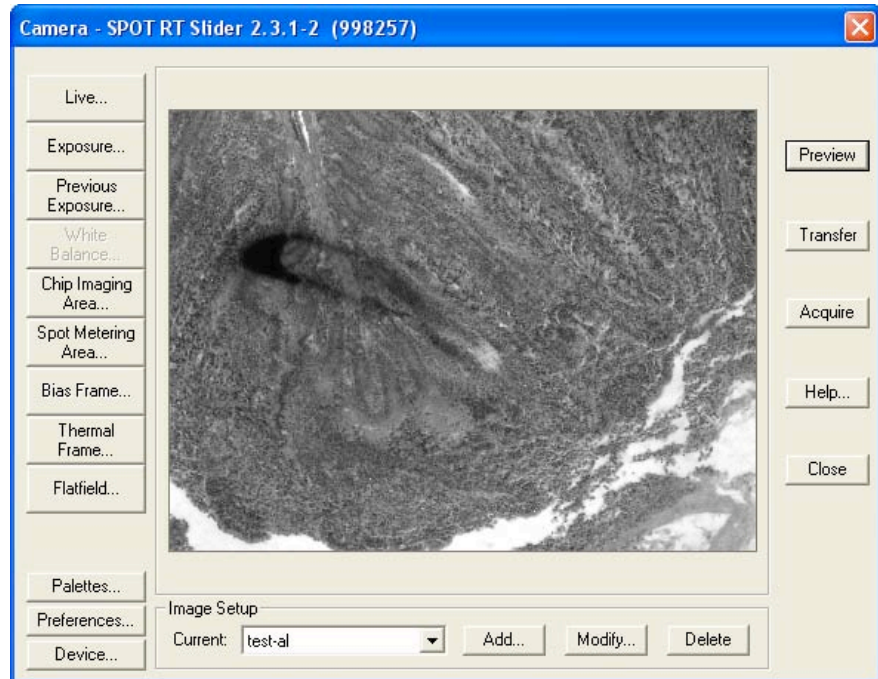 Camera - SPOT RT Slider 2.3.1-2 (998257)
Live...
Exposure...
Previous
Exposure...
White
Balance...
Chip Imaging
Area...
Spot Metering
Area...
Bias Frame...
Thermal
Frame...
Flatfield...
Palettes...
Preferences...
Device...
Preview
Transfer
Acquire
Help...
Close
Image Setup
Current: test-al Add... Modify... Delete